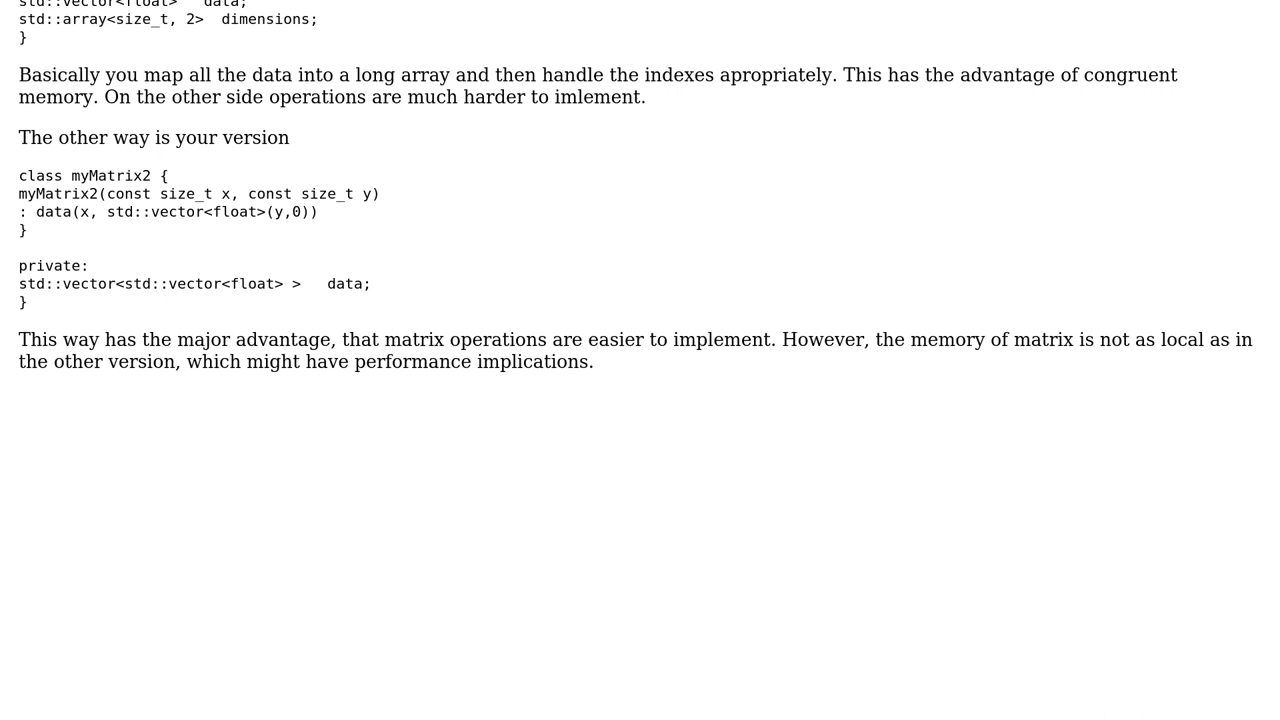 std::vector<float>   data;
std::array<size_t, 2>  dimensions;
}
Basically you map all the data into a long array and then handle the indexes apropriately. This has the advantage of congruent
memory. On the other side operations are much harder to imlement.
The other way is your version
class myMatrix2 {
myMatrix2(const size_t x, const size_t y)
: data(x, std::vector<float>(y,0))
}
private:
std::vector<std::vector<float> >   data;
}
This way has the major advantage, that matrix operations are easier to implement. However, the memory of matrix is not as local as in
the other version, which might have performance implications.